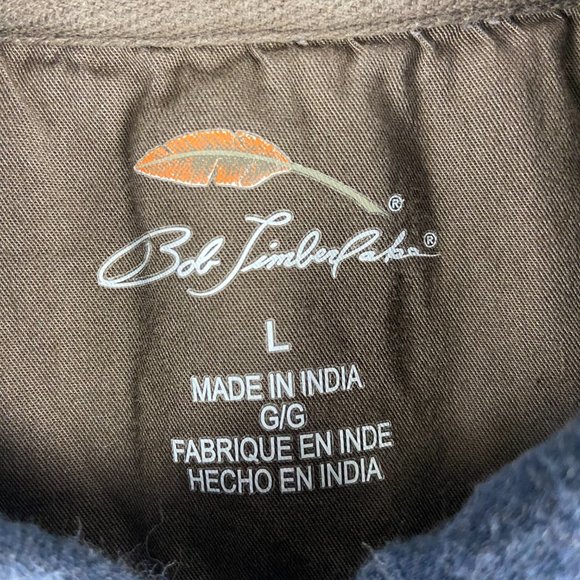 ®
Bob Timberlake®
L
MADE IN INDIA
G/G
FABRIQUE EN INDE
HECHO EN INDIA